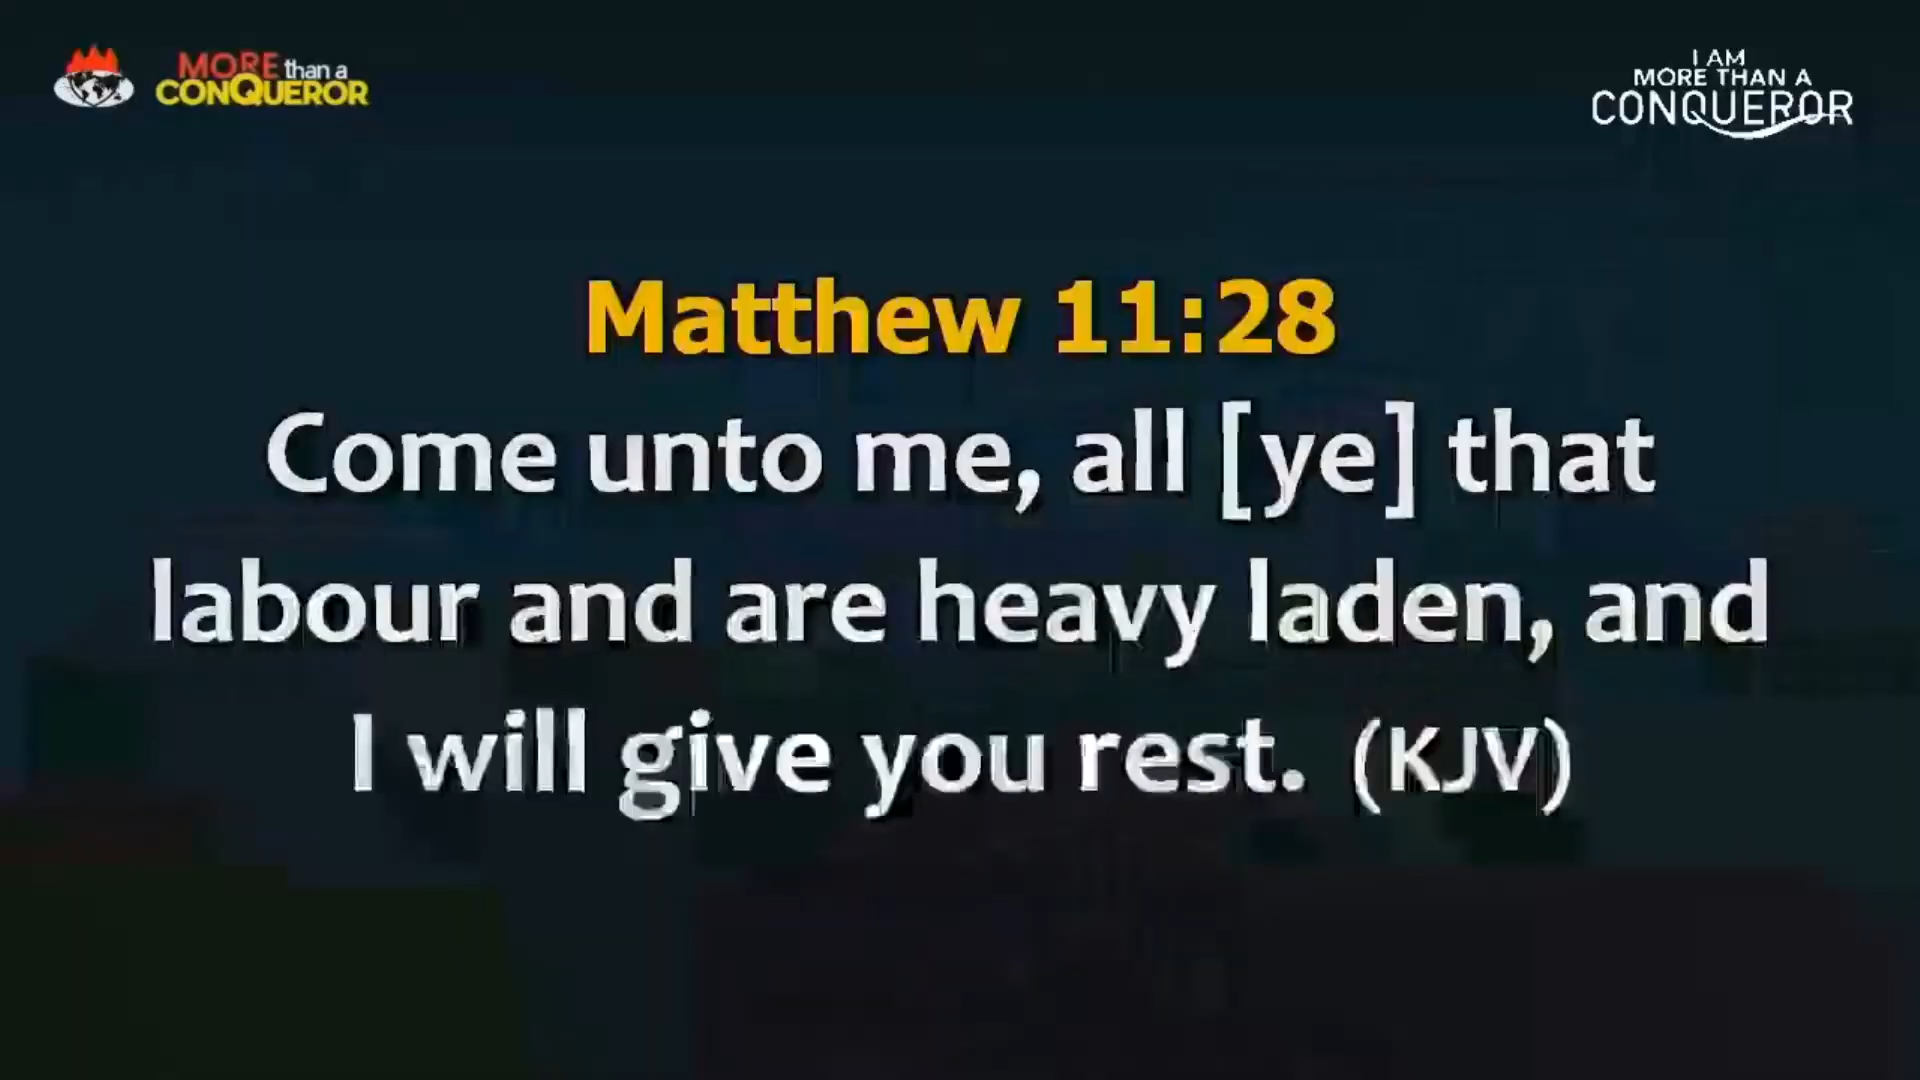 MORE than a
CONQUEROR
I AM
MORE THAN A
CONQUEROR
Matthew 11:28
Come unto me, all [ye] that
labour and are heavy laden, and
I will give you rest. (KJV)